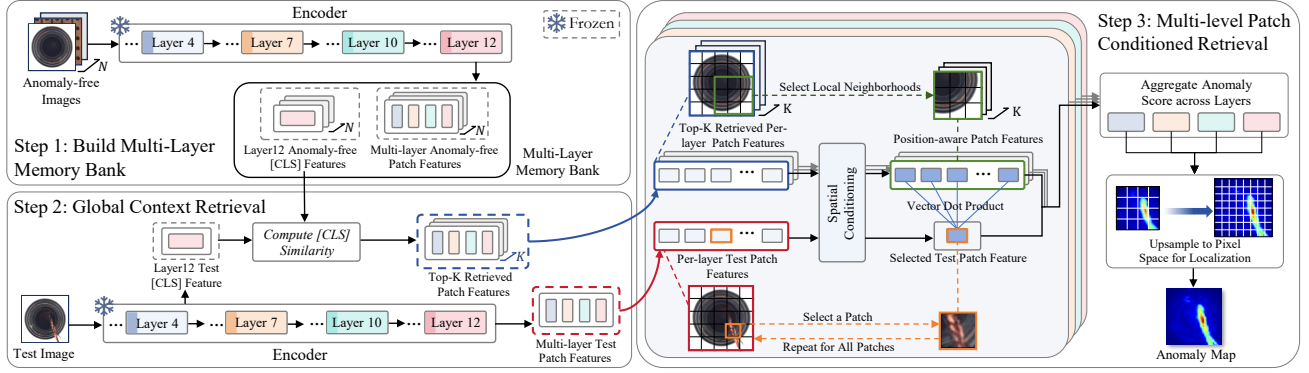 Encoder
Frozen
... Layer 4 ... Layer 7 ... Layer 10 ... Layer 12
N
Anomaly-free
Images
N
N
Layer12 Anomaly-free
[CLS] Features
Multi-layer Anomaly-free
Patch Features
Step 1: Build Multi-Layer
Memory Bank
Multi-Layer
Memory Bank
Step 2: Global Context Retrieval
Compute [CLS]
Similarity
Layer12 Test
[CLS] Feature
K
Top-K Retrieved
Patch Features
... Layer 4 ... Layer 7 ... Layer 10 ... Layer 12
Test Image
Encoder
Multi-layer Test
Patch Features
Step 3: Multi-level Patch
Conditioned Retrieval
K
Select Local Neighborhoods
K
Top-K Retrieved Per-
layer Patch Features
Position-aware Patch Features
...
...
Spatial
Conditioning
Vector Dot Product
...
Per-layer Test Patch
Features
Selected Test Patch Feature
Select a Patch
Repeat for All Patches
Aggregate Anomaly
Score across Layers
Upsample to Pixel
Space for Localization
Anomaly Map